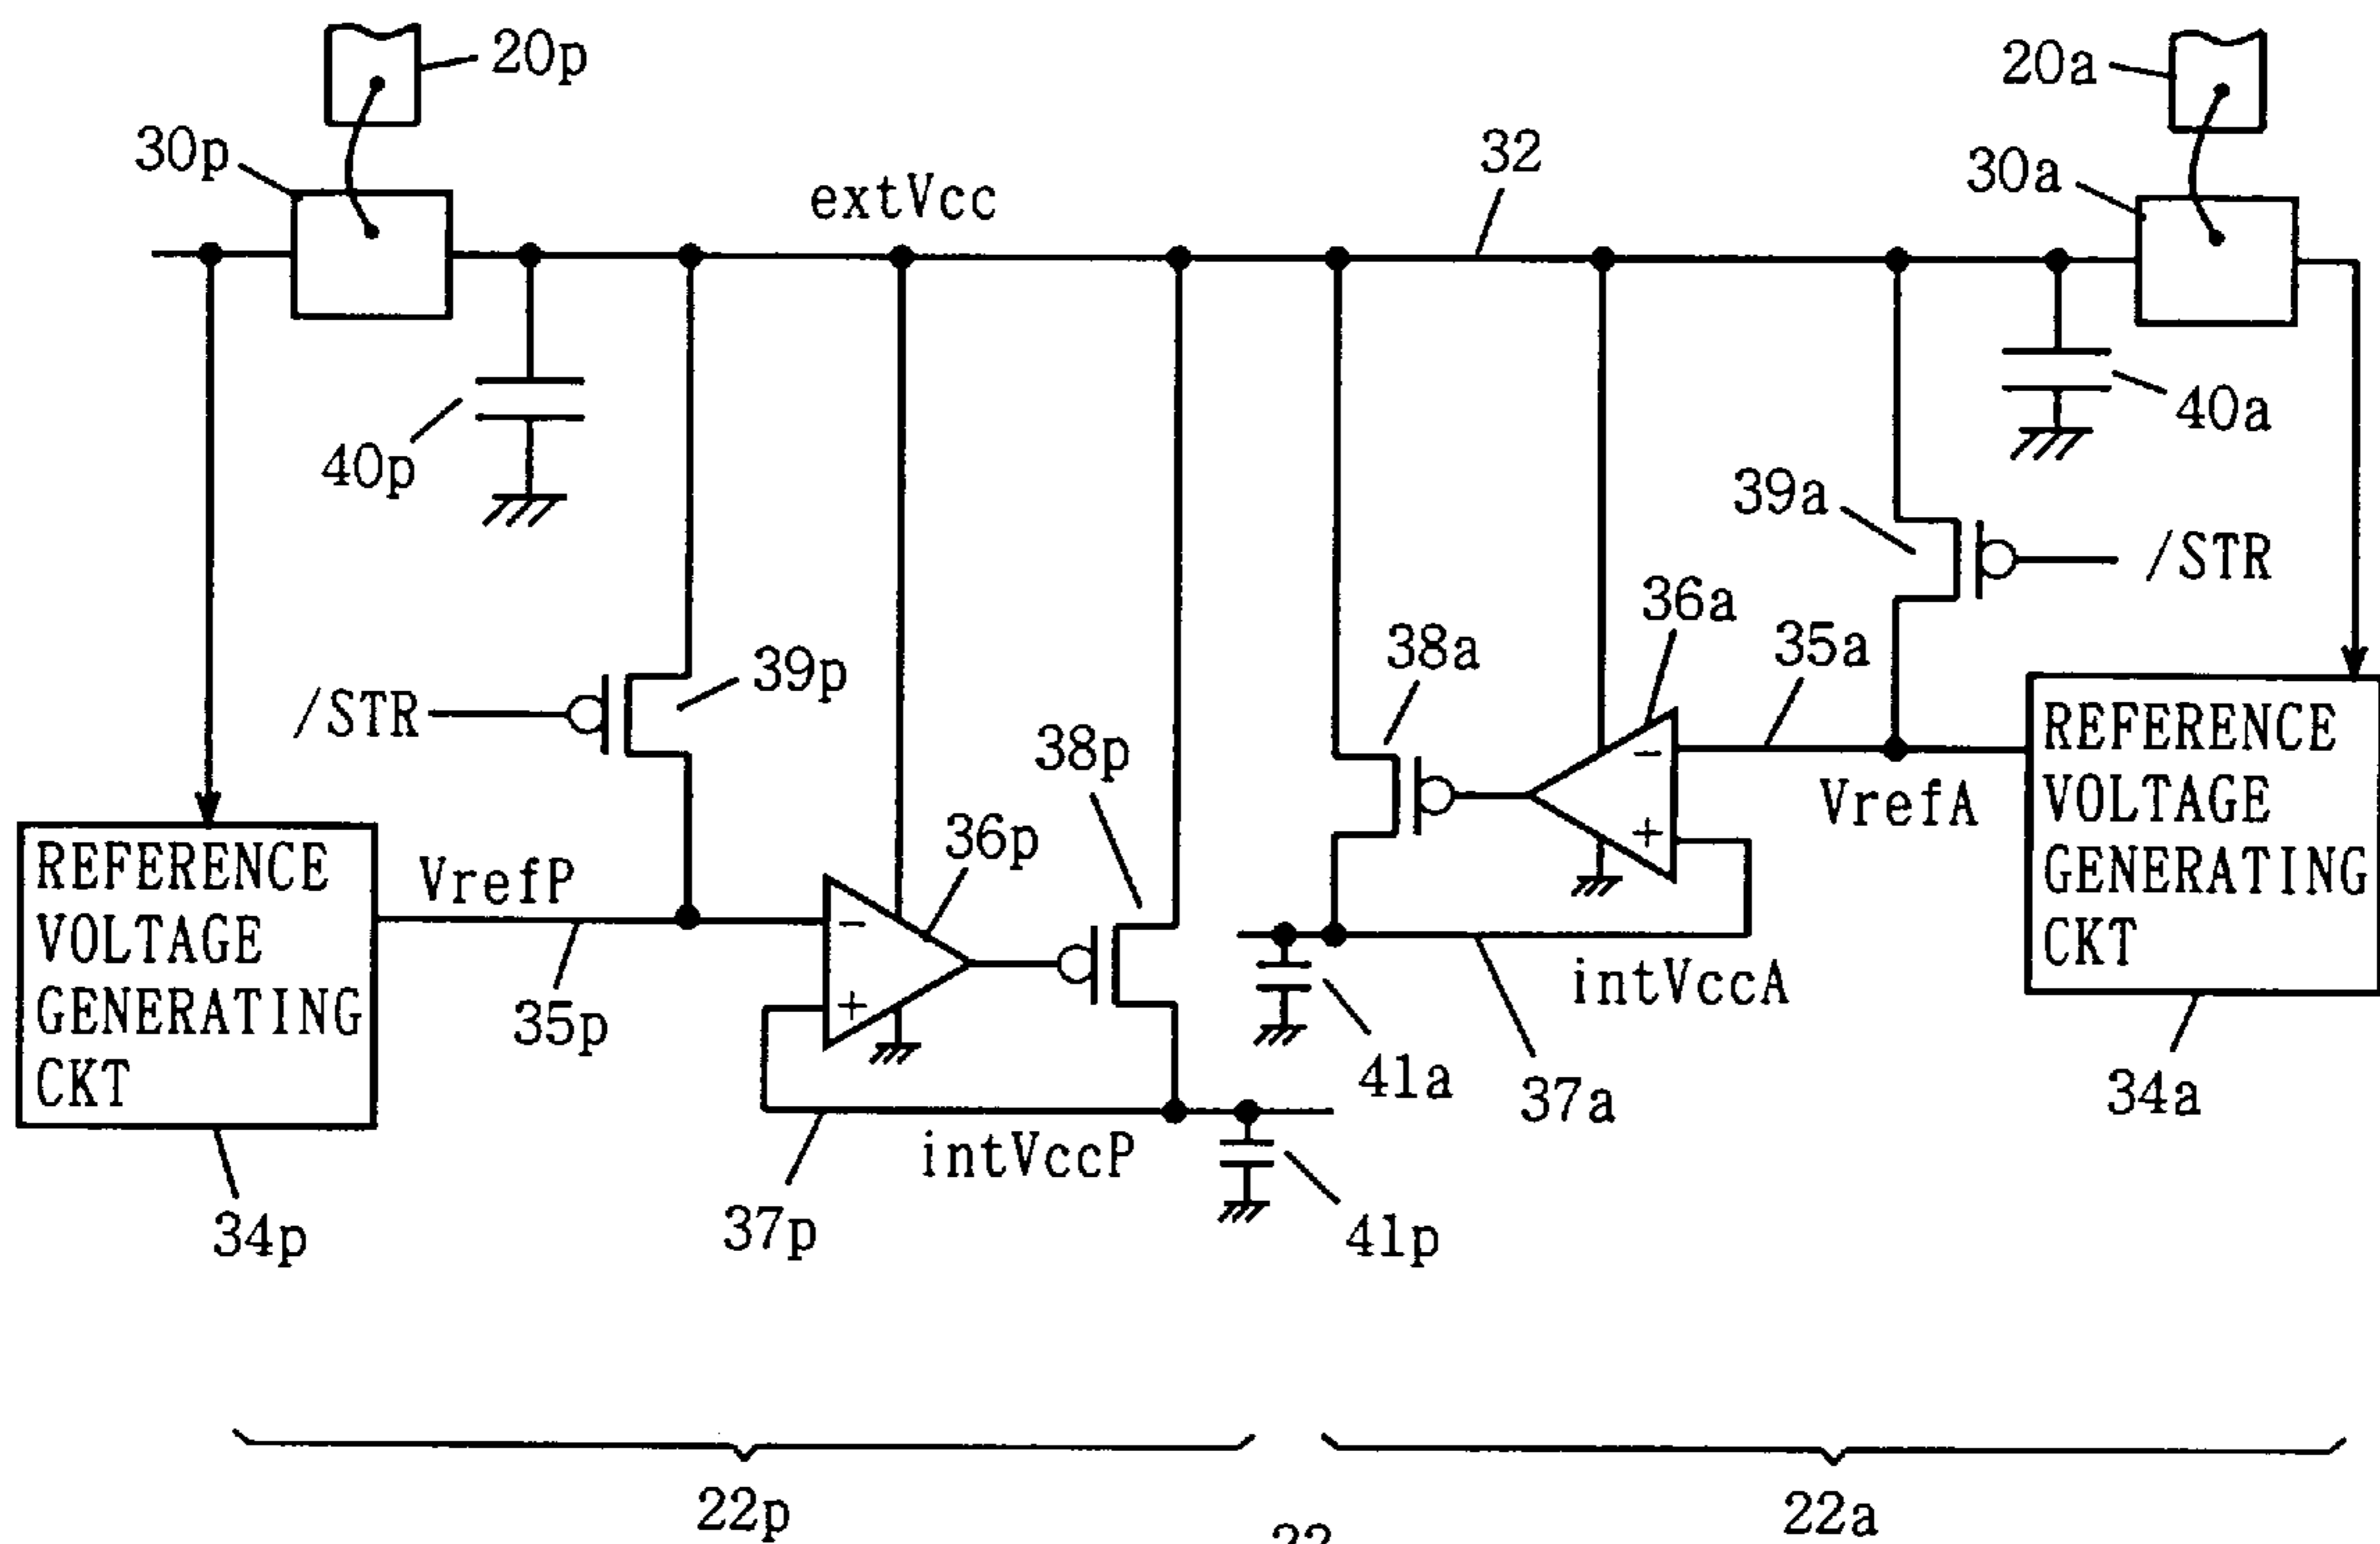 20p
20a
30p
32
30a
extVcc
40p
40a
39a
/STR
36a
39p
38a
35a
/STR
38p
REFERENCE
VOLTAGE
GENERATING
CKT
VrefA
36p
REFERENCE
VOLTAGE
GENERATING
CKT
VrefP
−
+
−
+
35p
intVccA
41a
37a
34a
intVccP
34p
37p
41p
22p
22a